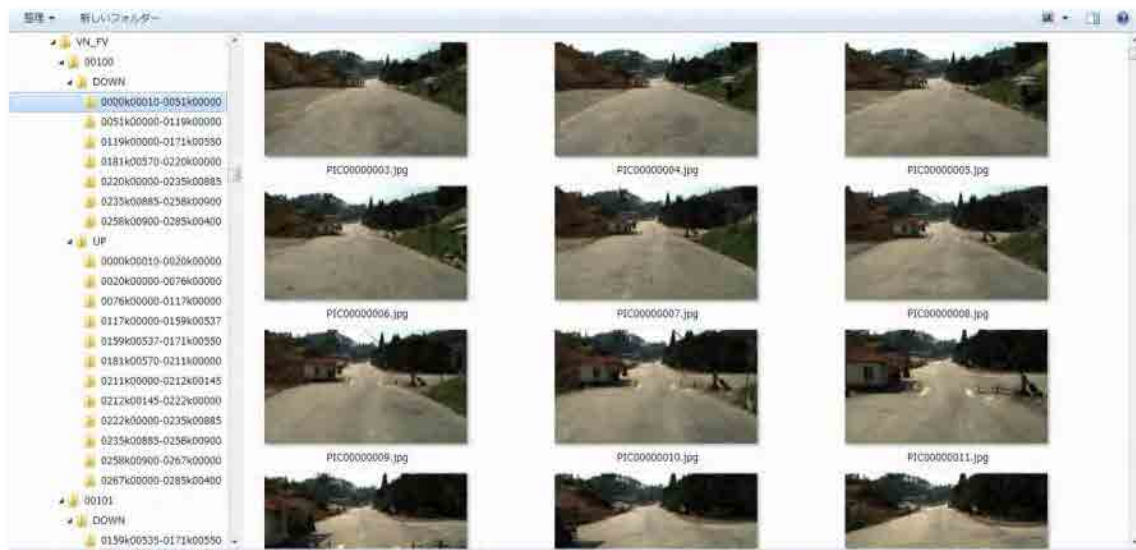 整理 新しいフォルダー
VN_FV
00100
DOWN
0000k00010-0051k00000
0051k00000-0119k00000
0119k00000-0171k00550
0181k00570-0220k00000
0220k00000-0235k00885
0235k00885-0258k00900
0258k00900-0285k00400
UP
0000k00010-0020k00000
0020k00000-0076k00000
0076k00000-0117k00000
0117k00000-0159k00537
0159k00537-0171k00550
0181k00570-0211k00000
0211k00000-0212k00145
0212k00145-0222k00000
0222k00000-0235k00885
0235k00885-0258k00900
0258k00900-0267k00000
0267k00000-0285k00400
00101
DOWN
0159k00535-0171k00550
PIC00000003.jpg PIC00000004.jpg PIC00000005.jpg
PIC00000006.jpg PIC00000007.jpg PIC00000008.jpg
PIC00000009.jpg PIC00000010.jpg PIC00000011.jpg